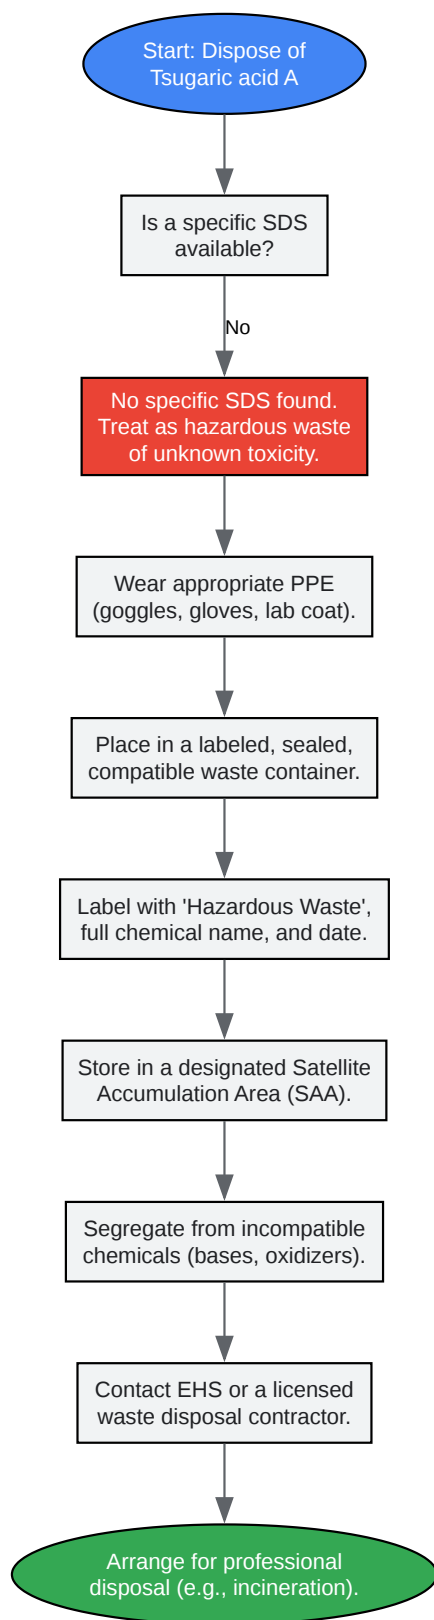 Start: Dispose of
Tsugaric acid A
Is a specific SDS
available?
No
No specific SDS found.
Treat as hazardous waste
of unknown toxicity.
Wear appropriate PPE
(goggles, gloves, lab coat).
Place in a labeled, sealed,
compatible waste container.
Label with 'Hazardous Waste',
full chemical name, and date.
Store in a designated Satellite
Accumulation Area (SAA).
Segregate from incompatible
chemicals (bases, oxidizers).
Contact EHS or a licensed
waste disposal contractor.
Arrange for professional
disposal (e.g., incineration).